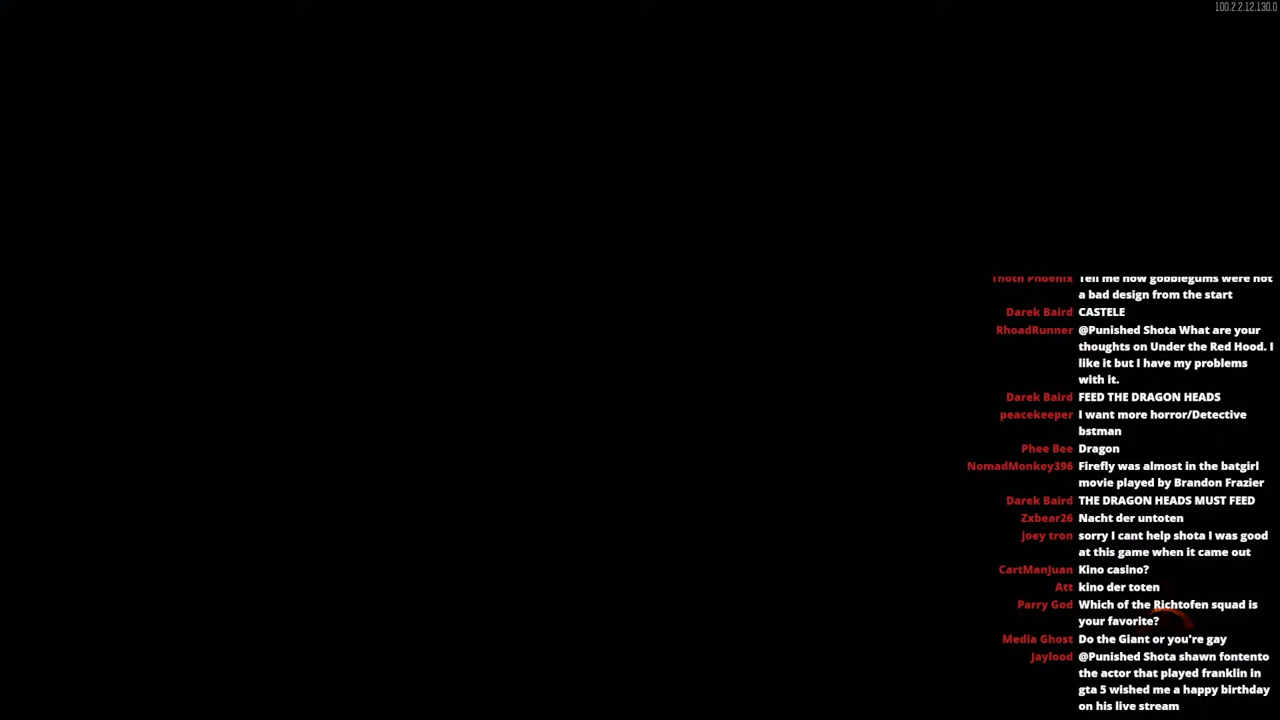 100.2.2.12.130.0
Thoth Phoenix Tell me how gobblegums were not
a bad design from the start
Darek Baird CASTELE
RhoadRunner @Punished Shota What are your
thoughts on Under the Red Hood. I
like it but I have my problems
with it.
Darek Baird FEED THE DRAGON HEADS
peacekeeper I want more horror/Detective
bstman
Phee Bee Dragon
NomadMonkey396 Firefly was almost in the batgirl
movie played by Brandon Frazier
Darek Baird THE DRAGON HEADS MUST FEED
Zxbear26 Nacht der untoten
joey tron sorry I cant help shota I was good
at this game when it came out
CartManJuan Kino casino?
Att kino der toten
Parry God Which of the Richtofen squad is
your favorite?
Media Ghost Do the Giant or you're gay
Jaylood @Punished Shota shawn fontento
the actor that played franklin in
gta 5 wished me a happy birthday
on his live stream